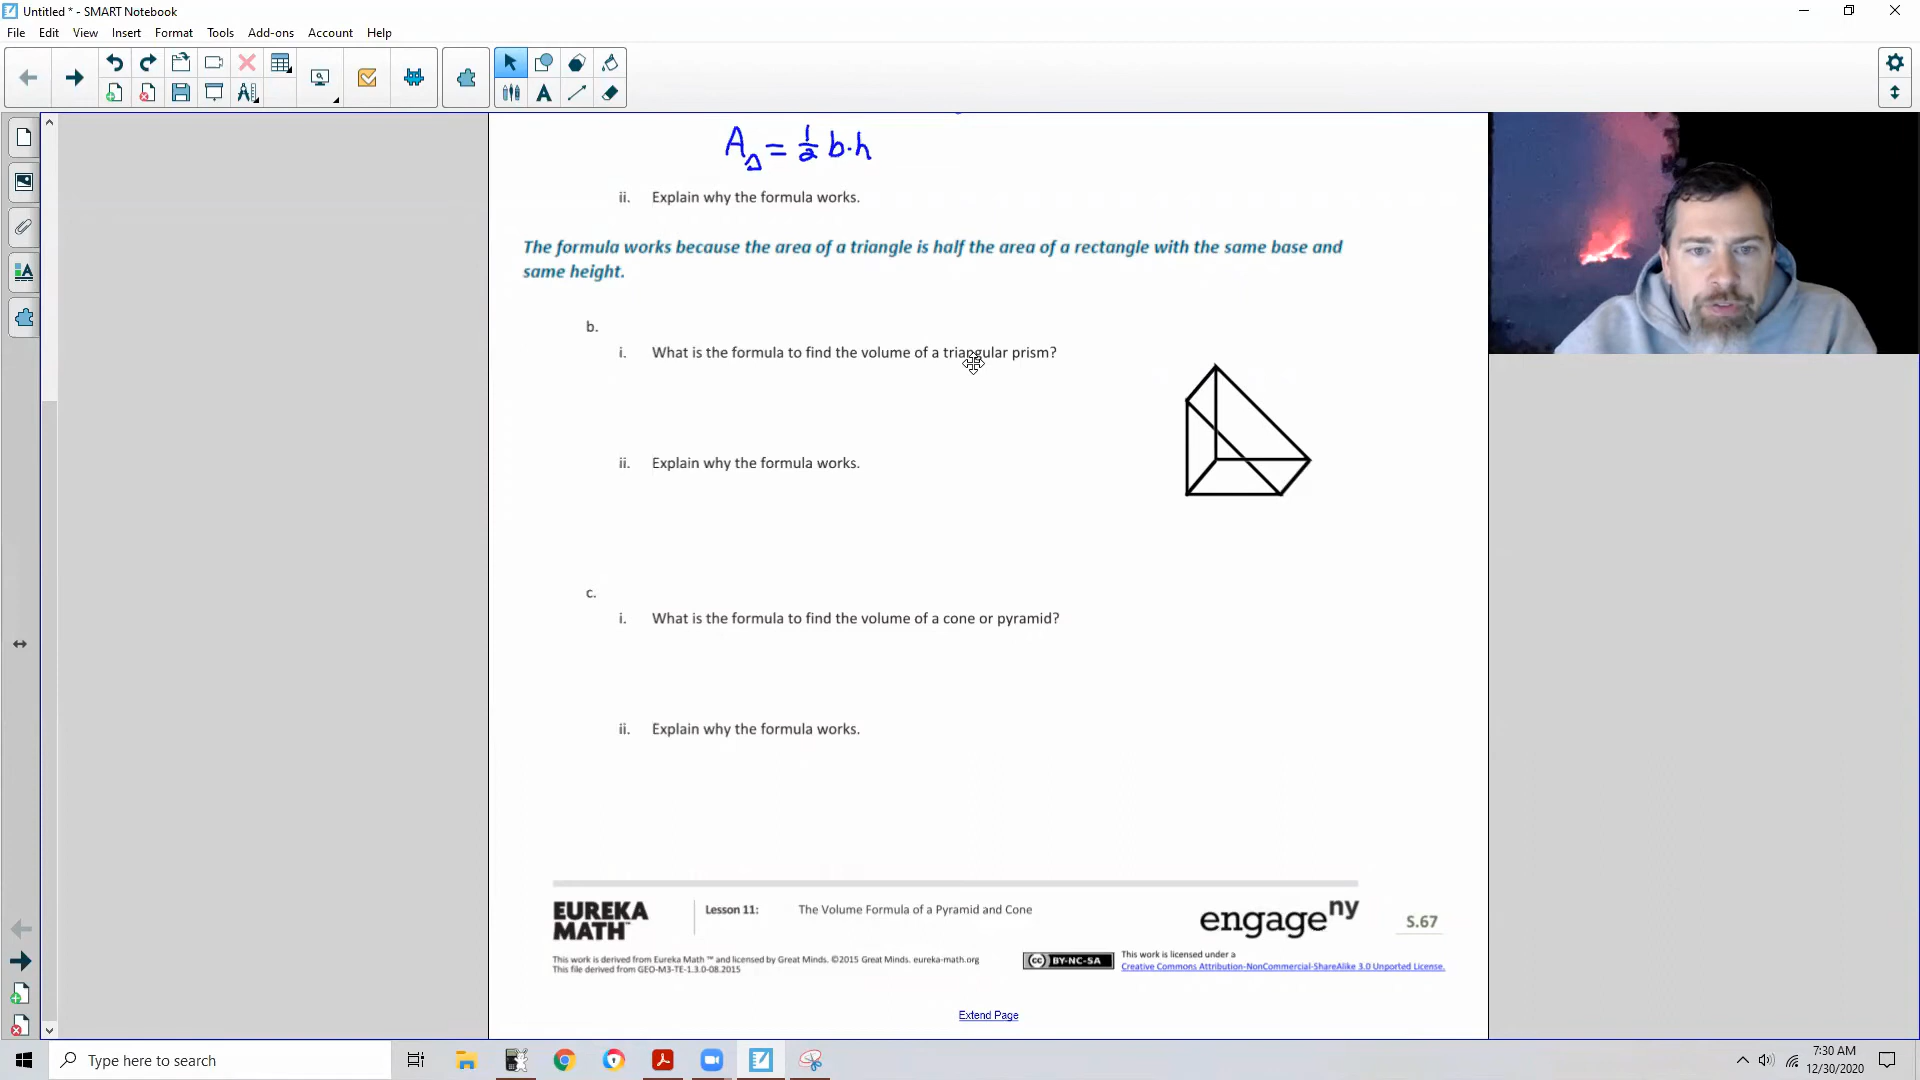 Untitled * - SMART Notebook
File Edit View Insert Format Tools Add-ons Account Help
A△ = 1/2 b·h
ii. Explain why the formula works.
The formula works because the area of a triangle is half the area of a rectangle with the same base and
same height.
b.
i. What is the formula to find the volume of a triangular prism?
ii. Explain why the formula works.
c.
i. What is the formula to find the volume of a cone or pyramid?
ii. Explain why the formula works.
EUREKA
MATH™
Lesson 11: The Volume Formula of a Pyramid and Cone
engageny
S.67
This work is derived from Eureka Math ™ and licensed by Great Minds. ©2015 Great Minds. eureka-math.org
This file derived from GEO-M3-TE-1.3.0-08.2015
cc BY-NC-SA
This work is licensed under a
Creative Commons Attribution-NonCommercial-ShareAlike 3.0 Unported License.
Extend Page
Type here to search
7:30 AM
12/30/2020